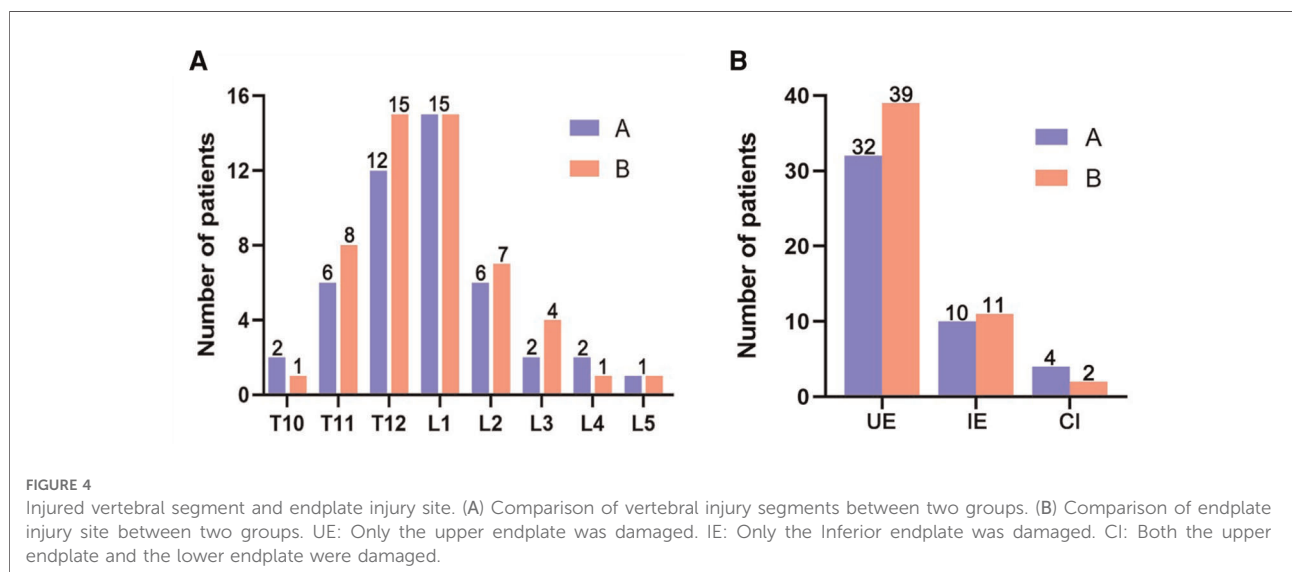 A
Number of patients
16
12
8
4
0
2
1
6
8
12
15
15
6
7
2
4
2
1
1
T10 T11 T12 L1 L2 L3 L4 L5
A
B
B
Number of patients
40
30
20
10
0
32
39
10
11
4
2
UE IE CI
A
B
FIGURE 4
Injured vertebral segment and endplate injury site. (A) Comparison of vertebral injury segments between two groups. (B) Comparison of endplate
injury site between two groups. UE: Only the upper endplate was damaged. IE: Only the Inferior endplate was damaged. CI: Both the upper
endplate and the lower endplate were damaged.